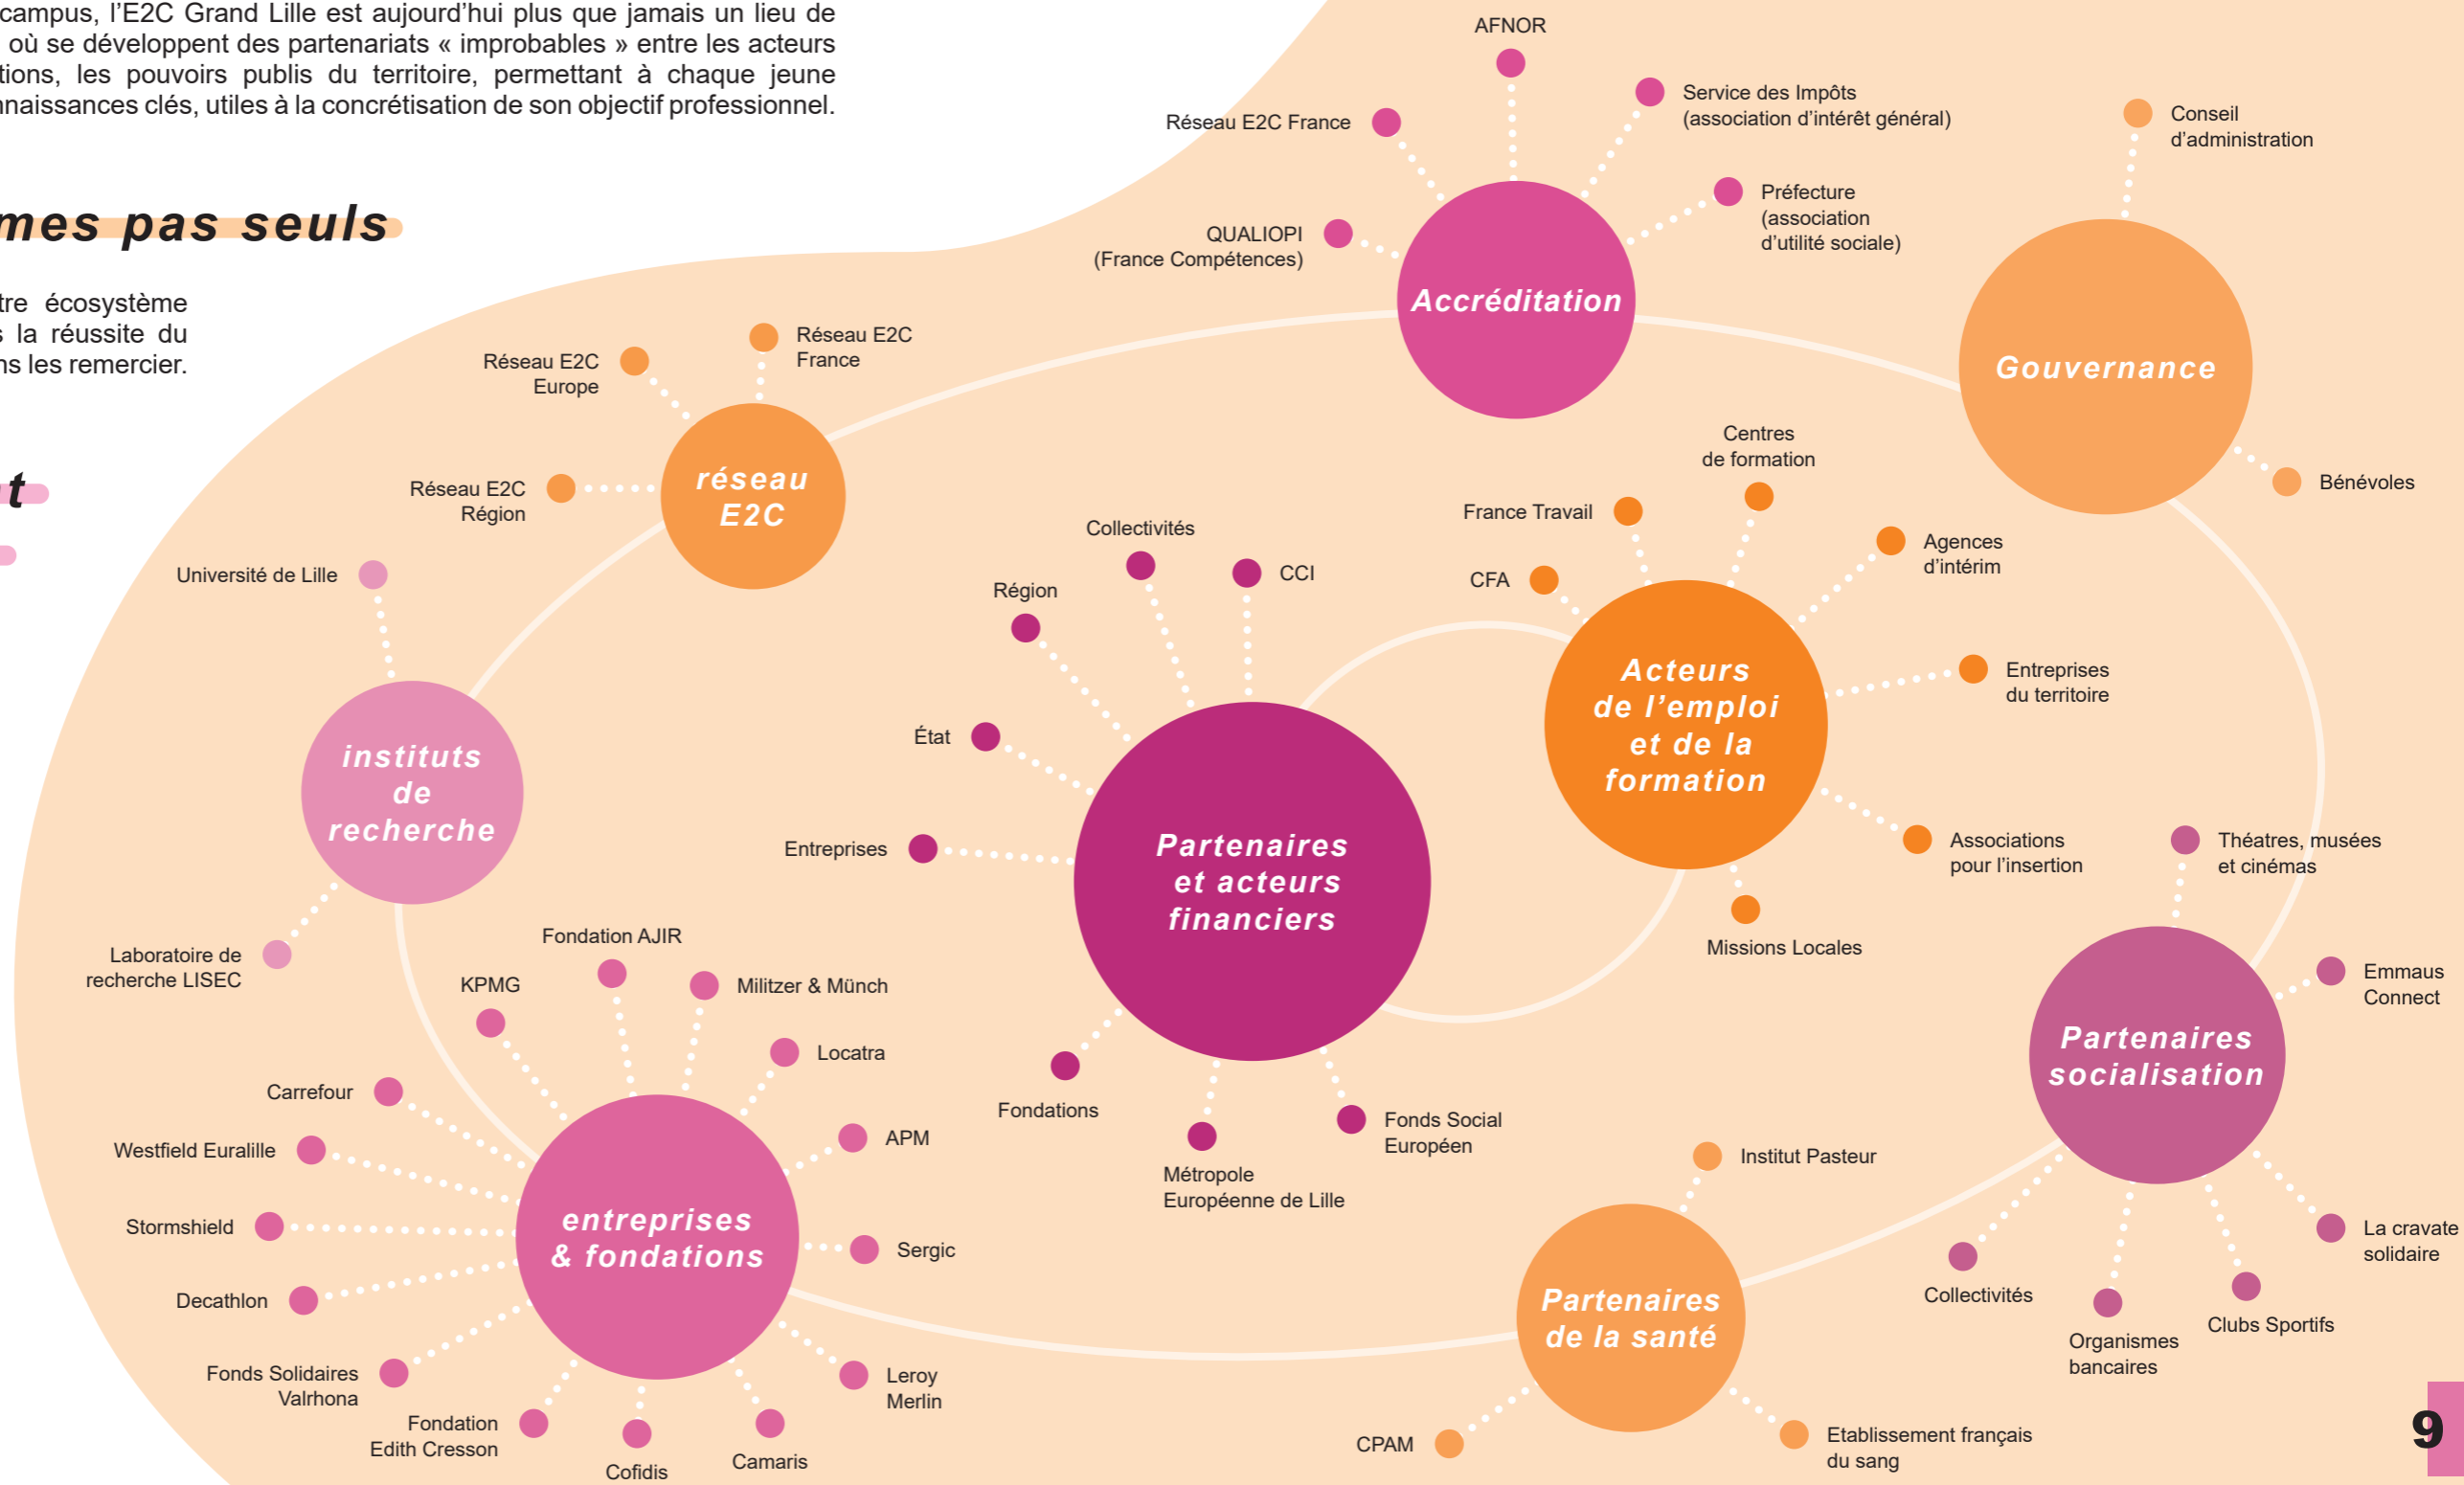 campus, l’E2C Grand Lille est aujourd’hui plus que jamais un lieu de
où se développent des partenariats « improbables » entre les acteurs
tions, les pouvoirs publis du territoire, permettant à chaque jeune
nnaissances clés, utiles à la concrétisation de son objectif professionnel.
mes pas seuls
tre écosystème
s la réussite du
ns les remercier.
t
AFNOR
Service des Impôts
(association d’intérêt général)
Réseau E2C France
Préfecture
(association
d’utilité sociale)
QUALIOPI
(France Compétences)
Accréditation
Conseil
d’administration
Gouvernance
Bénévoles
Réseau E2C
France
Réseau E2C
Europe
Réseau E2C
Région
réseau
E2C
Université de Lille
instituts
de
recherche
Laboratoire de
recherche LISEC
Collectivités
CCI
Région
État
Entreprises
Partenaires
et acteurs
financiers
Fondations
Métropole
Européenne de Lille
Fonds Social
Européen
Centres
de formation
France Travail
CFA
Agences
d’intérim
Entreprises
du territoire
Acteurs
de l’emploi
et de la
formation
Associations
pour l’insertion
Missions Locales
Théatres, musées
et cinémas
Emmaus
Connect
Partenaires
socialisation
La cravate
solidaire
Collectivités
Organismes
bancaires
Clubs Sportifs
Fondation AJIR
KPMG
Militzer & Münch
Locatra
Carrefour
APM
Westfield Euralille
Stormshield
entreprises
& fondations
Sergic
Decathlon
Fonds Solidaires
Valrhona
Leroy
Merlin
Fondation
Edith Cresson
Cofidis
Camaris
Institut Pasteur
Partenaires
de la santé
CPAM
Etablissement français
du sang
9